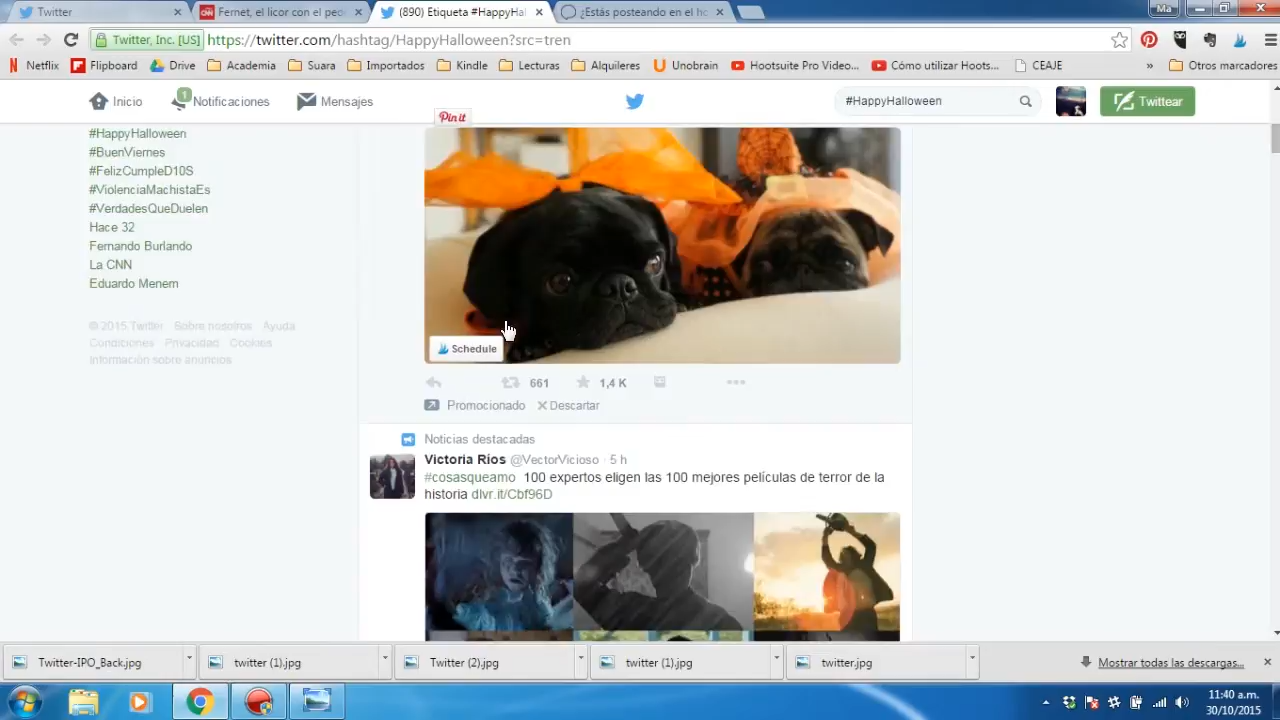 Twitter
Fernet, el licor con el peo
(890) Etiqueta #HappyHal
¿Estás posteando en el ho
Ma
Twitter, Inc. [US]
https://twitter.com/hashtag/HappyHalloween?src=tren
Netflix
Flipboard
Drive
Academia
Suara
Importados
Kindle
Lecturas
Alquileres
Unobrain
Hootsuite Pro Video...
Cómo utilizar Hoots...
CEAJE
»
Otros marcadores
Inicio
1
Notificaciones
Mensajes
#HappyHalloween
Twittear
Pin it
#HappyHalloween
#BuenViernes
#FelizCumpleD10S
#ViolenciaMachistaEs
#VerdadesQueDuelen
Hace 32
Fernando Burlando
La CNN
Eduardo Menem
© 2015 Twitter Sobre nosotros Ayuda
Condiciones Privacidad Cookies
Información sobre anuncios
Schedule
661
1,4 K
Promocionado
Descartar
Noticias destacadas
Victoria Rios @VectorVicioso · 5 h
#cosasqueamo 100 expertos eligen las 100 mejores películas de terror de la
historia dlvr.it/Cbf96D
Twitter-IPO_Back.jpg
twitter (1).jpg
Twitter (2).jpg
twitter (1).jpg
twitter.jpg
Mostrar todas las descargas...
11:40 a.m.
30/10/2015